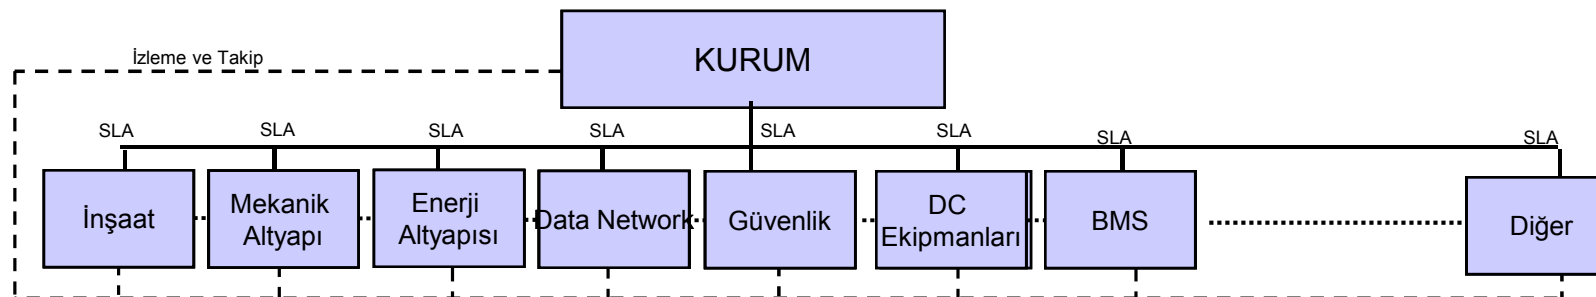 KURUM
İzleme ve Takip
SLA SLA SLA SLA SLA SLA SLA SLA
İnşaat
Mekanik
Altyapı
Enerji
Altyapısı
Data Network
Güvenlik
DC
Ekipmanları
BMS
Diğer